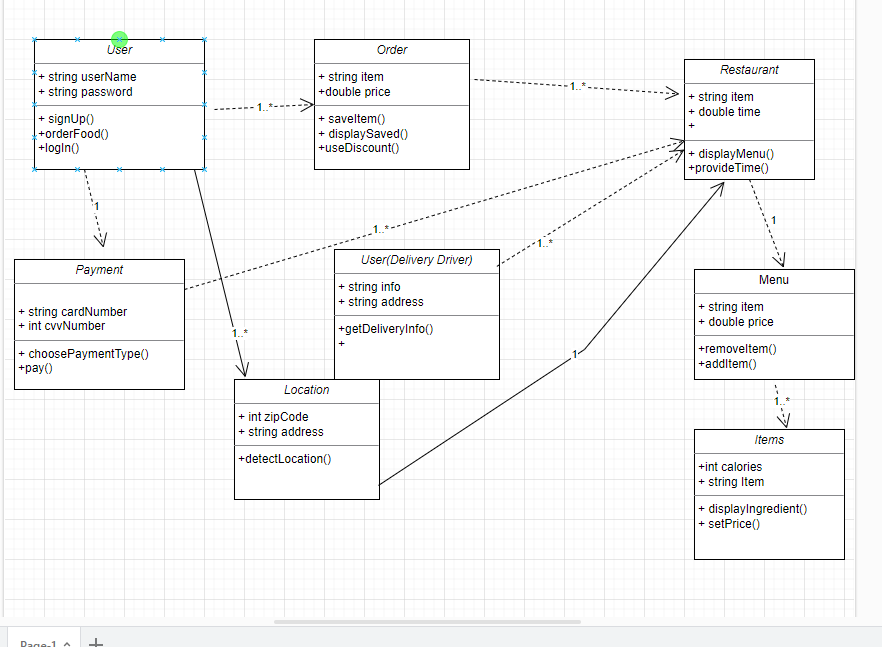 User
+ string userName
+ string password
+ signUp()
+orderFood()
+logIn()
1..*
Order
+ string item
+double price
+ saveItem()
+ displaySaved()
+useDiscount()
1..*
Restaurant
+ string item
+ double time
+
+ displayMenu()
+provideTime()
1
1..*
1..*
1
Payment
+ string cardNumber
+ int cvvNumber
+ choosePaymentType()
+pay()
User(Delivery Driver)
+ string info
+ string address
+getDeliveryInfo()
+
Menu
+ string item
+ double price
+removeItem()
+addItem()
1..*
1
Location
+ int zipCode
+ string address
+detectLocation()
1..*
Items
+int calories
+ string Item
+ displayIngredient()
+ setPrice()
Page-1